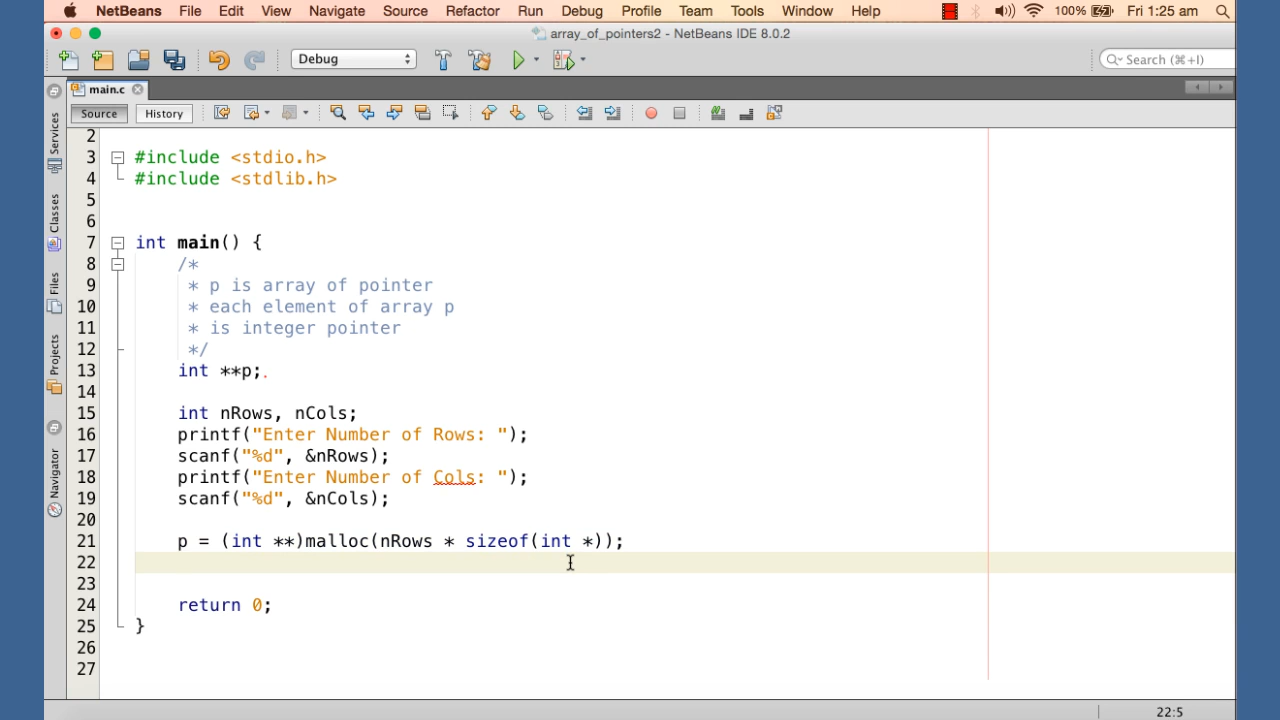 NetBeans File Edit View Navigate Source Refactor Run Debug Profile Team Tools Window Help 100% Fri 1:25 am
array_of_pointers2 - NetBeans IDE 8.0.2
Debug Search (⌘+I)
main.c
Source History
Services
Classes
Files
Projects
Navigator
2
3 #include <stdio.h>
4 #include <stdlib.h>
5
6
7 int main() {
8 /*
9 * p is array of pointer
10 * each element of array p
11 * is integer pointer
12 */
13 int **p;
14
15 int nRows, nCols;
16 printf("Enter Number of Rows: ");
17 scanf("%d", &nRows);
18 printf("Enter Number of Cols: ");
19 scanf("%d", &nCols);
20
21 p = (int **)malloc(nRows * sizeof(int *));
22
23
24 return 0;
25 }
26
27
22:5